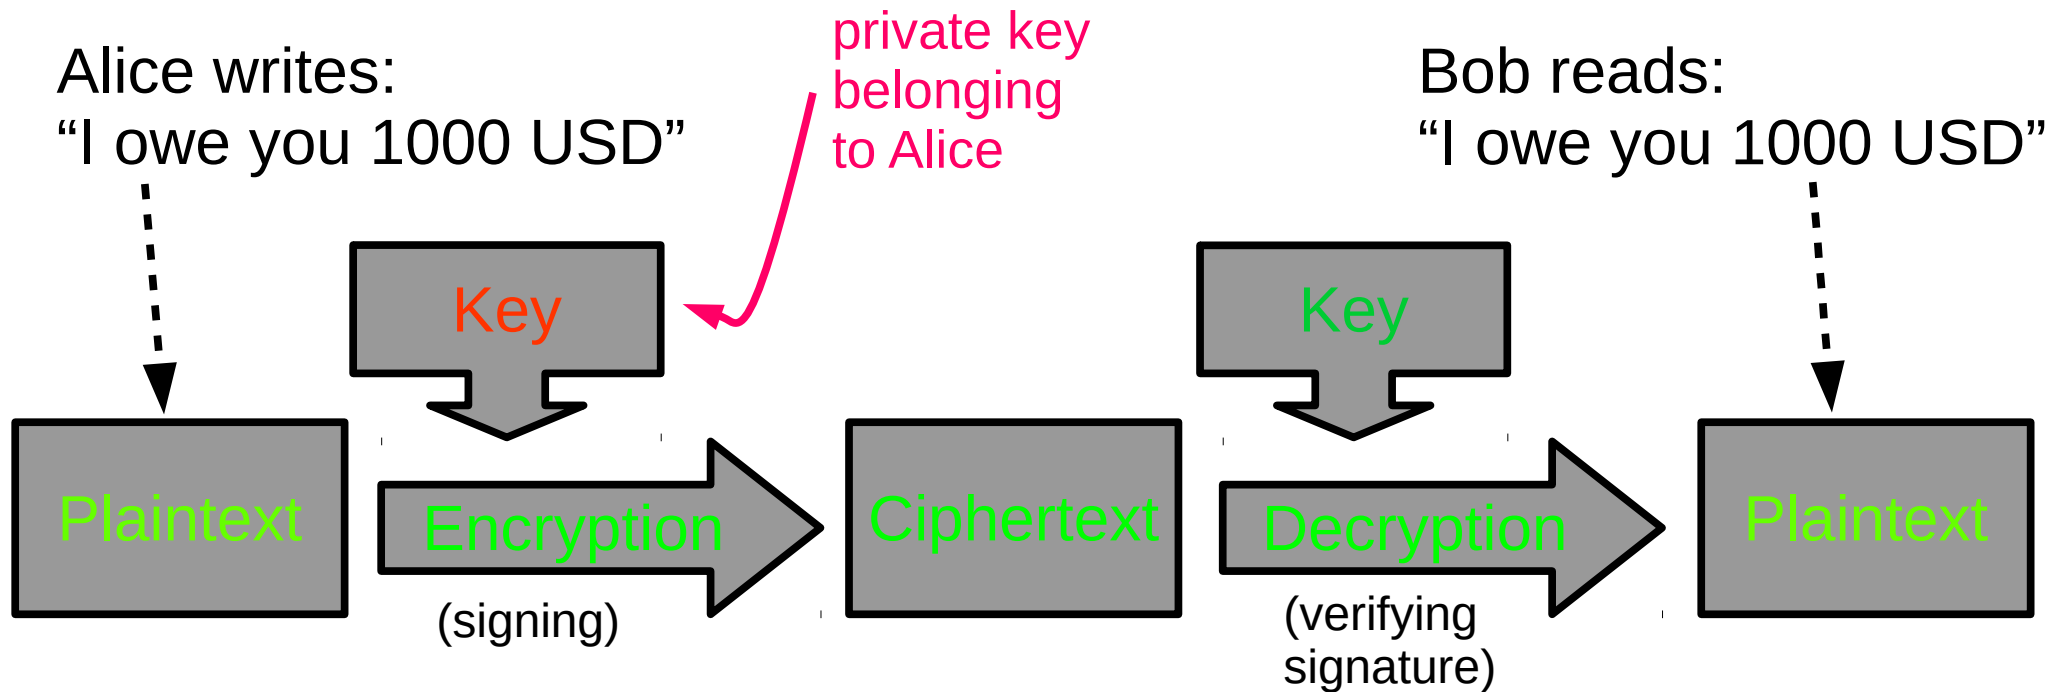 Alice writes:
“I owe you 1000 USD”
private key
belonging
to Alice
Bob reads:
“I owe you 1000 USD”
Key
Key
Plaintext
Encryption
Ciphertext
Decryption
Plaintext
(signing)
(verifying
signature)